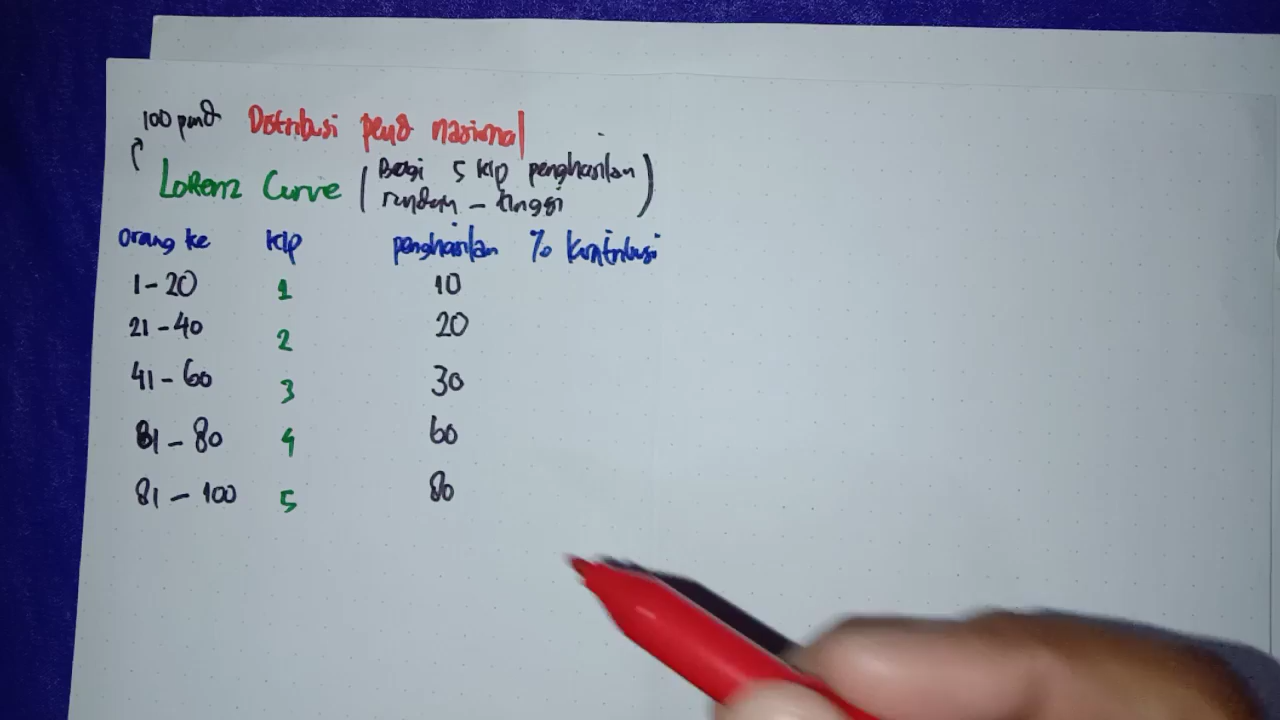 100 pend Distribusi pend nasional
Lorenz Curve ( Bagi 5 klp penghasilan
rendah - tinggi )
orang ke klp penghasilan % kontribusi
1-20 1 10
21-40 2 20
41-60 3 30
81-80 4 60
81-100 5 80